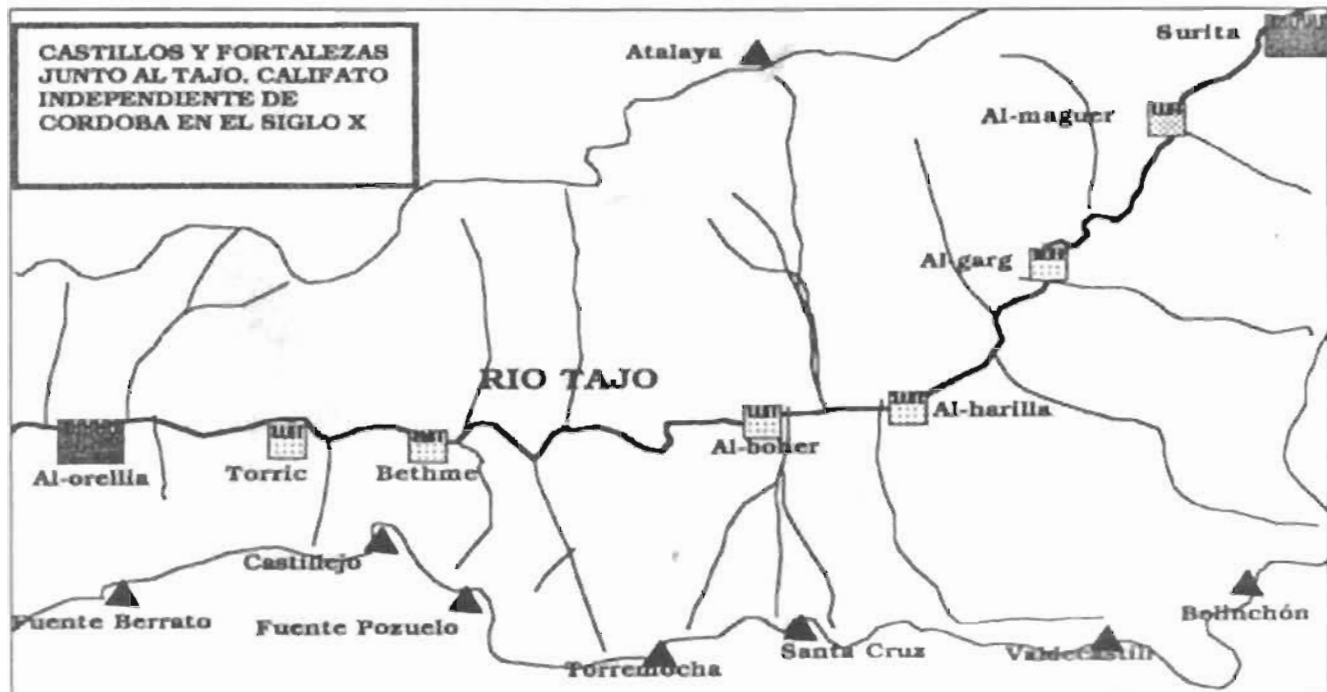 CASTILLOS Y FORTALEZAS
JUNTO AL TAJO. CALIFATO
INDEPENDIENTE DE
CORDOBA EN EL SIGLO X
Surita
Atalaya
Al-maguer
Al-garg
RIO TAJO
Al-harilla
Al-boher
Al-orellia
Torric
Bethme
Castillejo
Fuente Berrato
Fuente Pozuelo
Torremocha
Santa Cruz
Valdecastill
Bolinchón